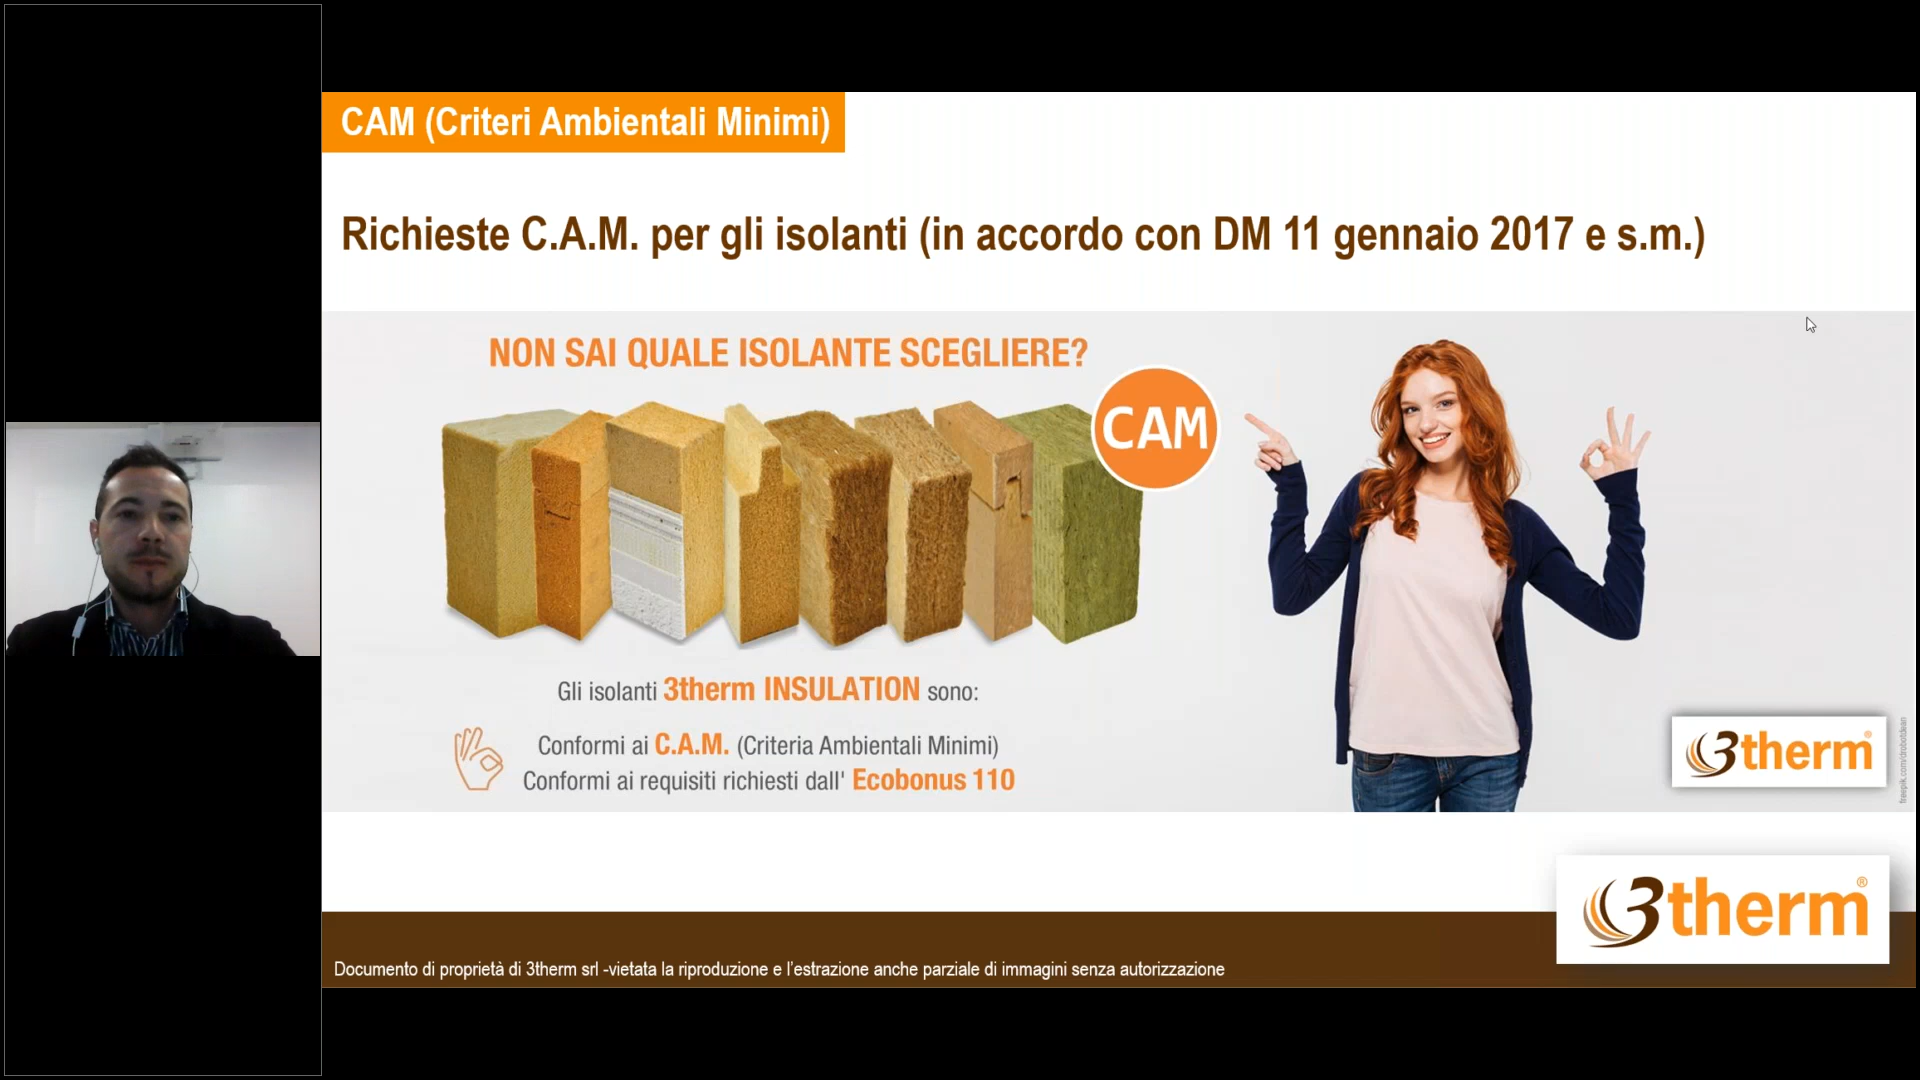 CAM (Criteri Ambientali Minimi)
Richieste C.A.M. per gli isolanti (in accordo con DM 11 gennaio 2017 e s.m.)
NON SAI QUALE ISOLANTE SCEGLIERE?
CAM
Gli isolanti 3therm INSULATION sono:
Conformi ai C.A.M. (Criteria Ambientali Minimi)
Conformi ai requisiti richiesti dall' Ecobonus 110
3therm®
3therm®
Documento di proprietà di 3therm srl -vietata la riproduzione e l'estrazione anche parziale di immagini senza autorizzazione